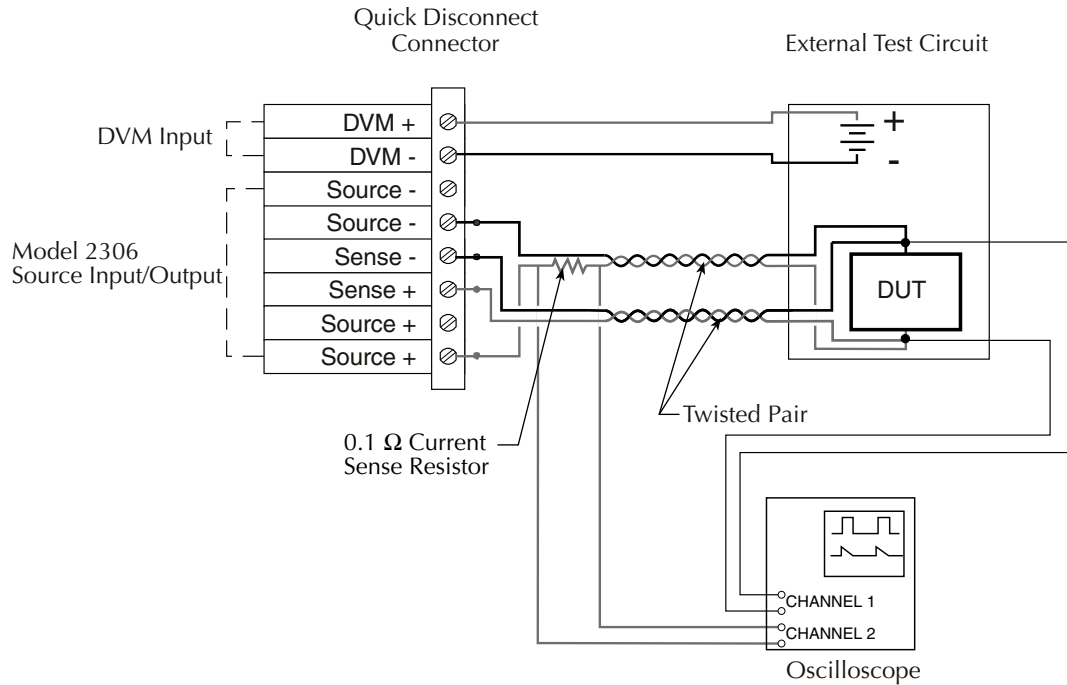 Quick Disconnect
Connector
External Test Circuit
DVM Input
DVM +
DVM -
Source -
Source -
Sense -
Sense +
Source +
Source +
Model 2306
Source Input/Output
+
-
DUT
Twisted Pair
0.1 Ω Current
Sense Resistor
CHANNEL 1
CHANNEL 2
Oscilloscope